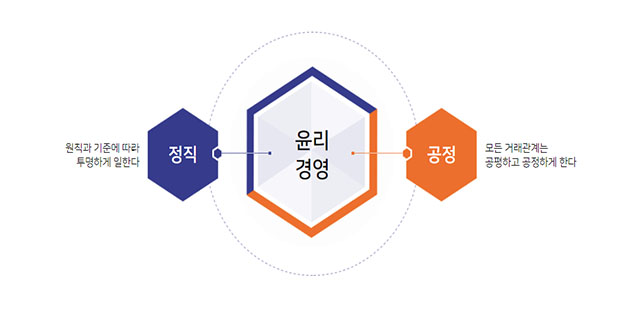 원칙과 기준에 따라
투명하게 일한다
정직
윤리
경영
공정
모든 거래관계는
공평하고 공정하게 한다